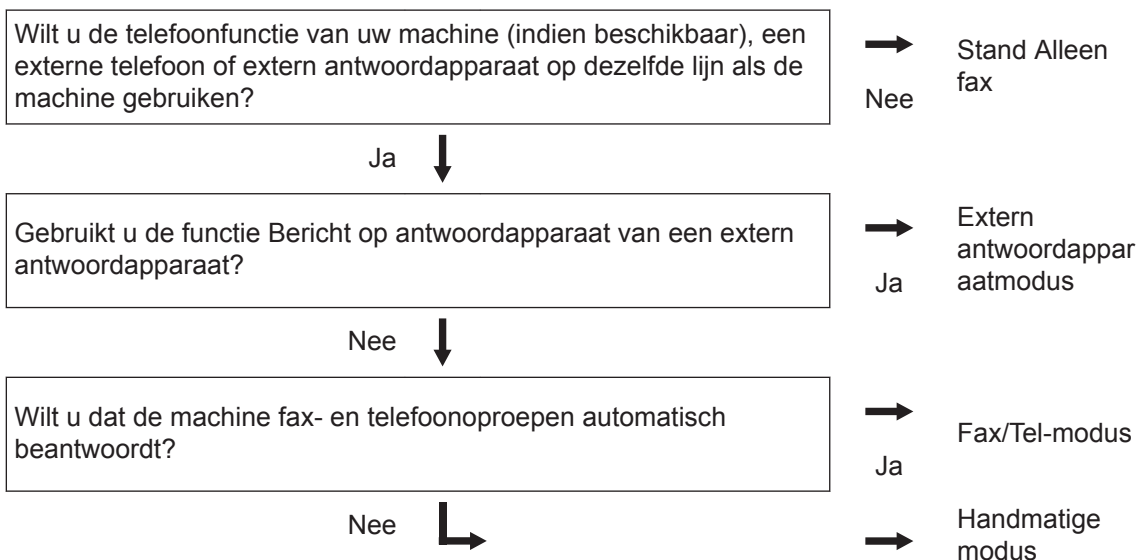 Wilt u de telefoonfunctie van uw machine (indien beschikbaar), een
externe telefoon of extern antwoordapparaat op dezelfde lijn als de
machine gebruiken?
Nee
Stand Alleen
fax
Ja
Gebruikt u de functie Bericht op antwoordapparaat van een extern
antwoordapparaat?
Ja
Extern
antwoordappar
aatmodus
Nee
Wilt u dat de machine fax- en telefoonoproepen automatisch
beantwoordt?
Ja
Fax/Tel-modus
Nee
Handmatige
modus